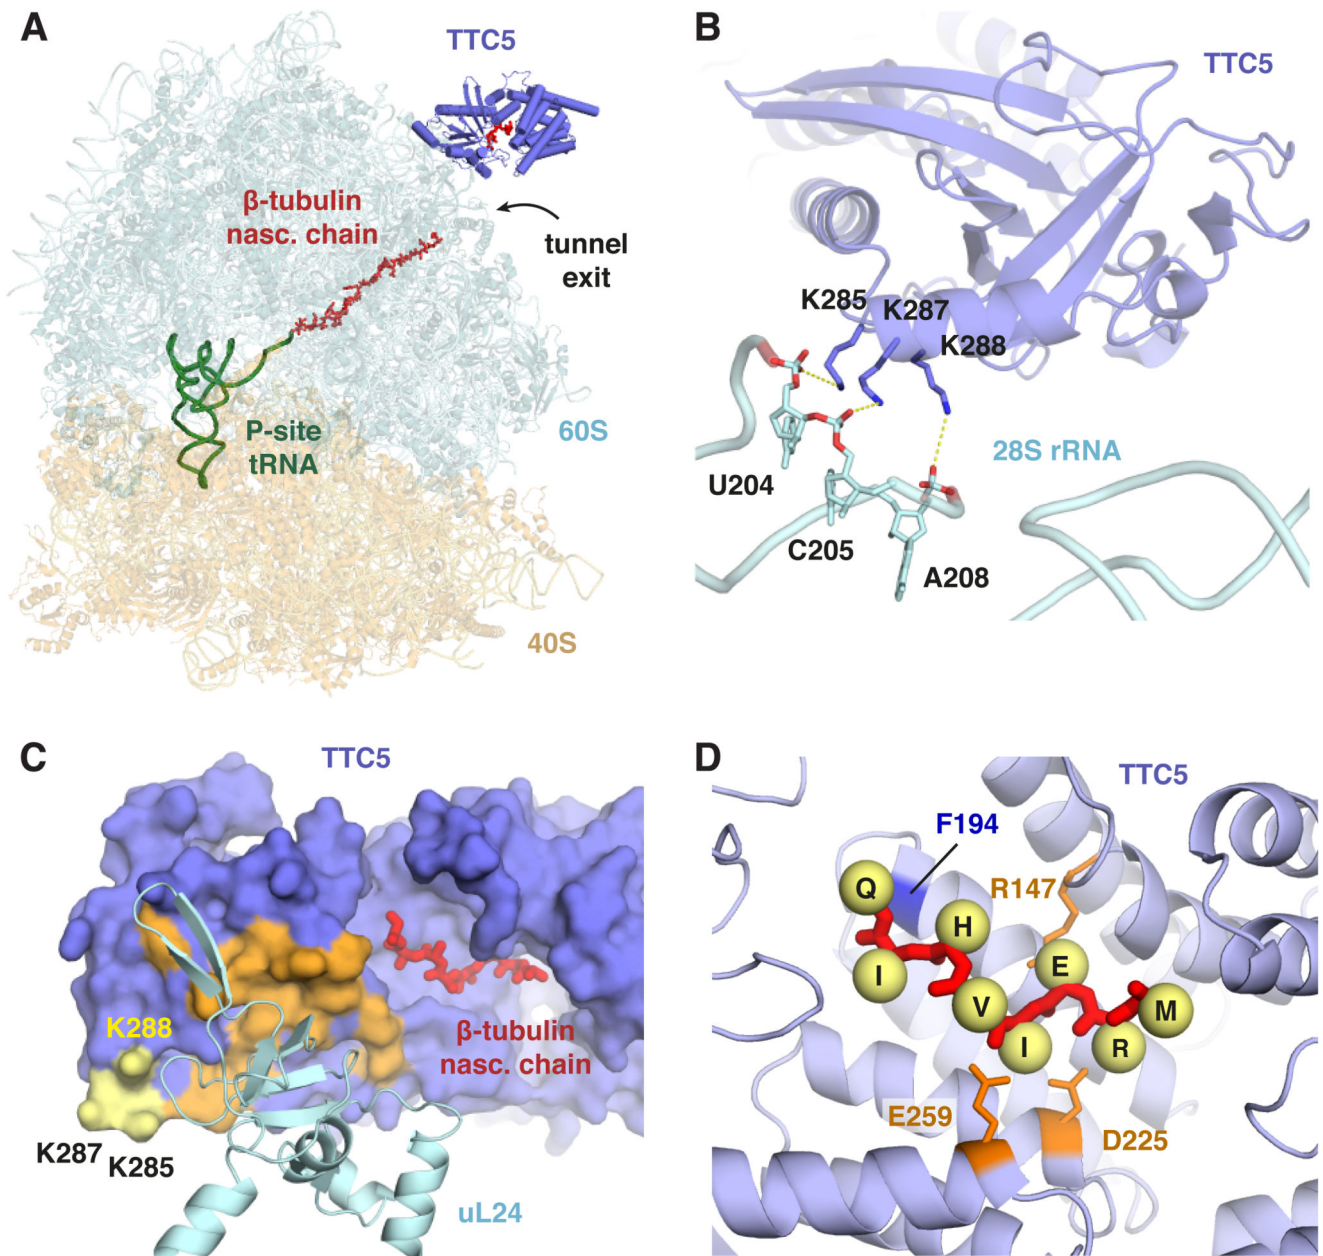 A
TTC5
β-tubulin
nasc. chain
tunnel
exit
P-site
tRNA
60S
40S
B
TTC5
K285
K287
K288
28S rRNA
U204
C205
A208
C
TTC5
K288
β-tubulin
nasc. chain
K287
K285
uL24
D
TTC5
F194
R147
Q
H
I
E
V
M
I
R
E259
D225